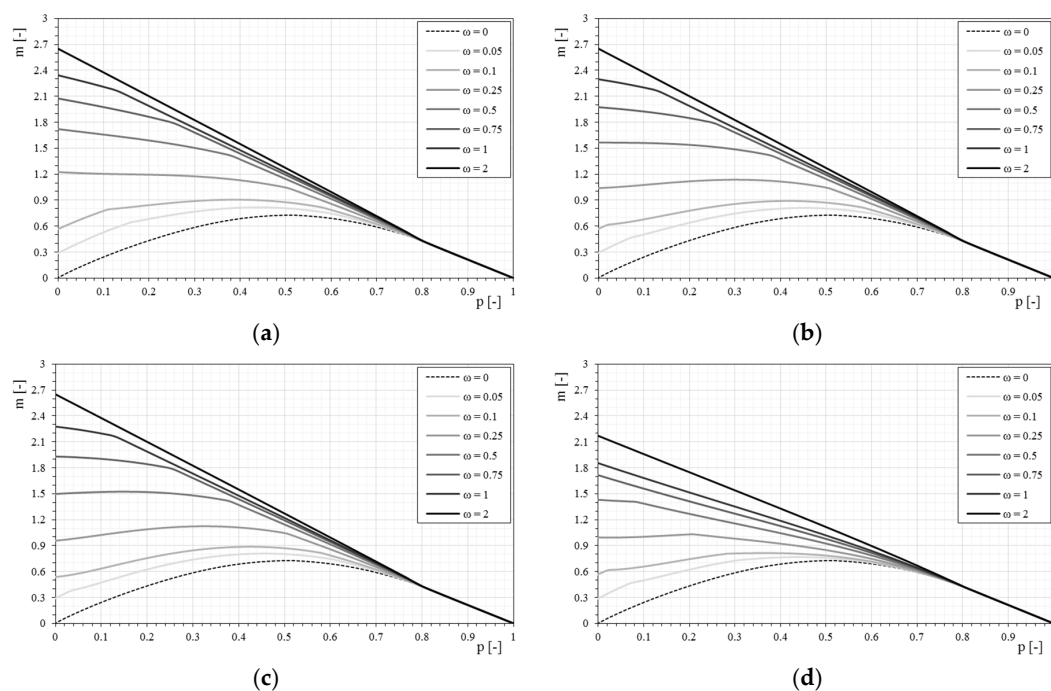 m [-]
3
2.7
2.4
2.1
1.8
1.5
1.2
0.9
0.6
0.3
0
0 0.1 0.2 0.3 0.4 0.5 0.6 0.7 0.8 0.9 1
p [-]
ω = 0
ω = 0.05
ω = 0.1
ω = 0.25
ω = 0.5
ω = 0.75
ω = 1
ω = 2
(a)
m [-]
3
2.7
2.4
2.1
1.8
1.5
1.2
0.9
0.6
0.3
0
0 0.1 0.2 0.3 0.4 0.5 0.6 0.7 0.8 0.9
p [-]
ω = 0
ω = 0.05
ω = 0.1
ω = 0.25
ω = 0.5
ω = 0.75
ω = 1
ω = 2
(b)
m [-]
3
2.7
2.4
2.1
1.8
1.5
1.2
0.9
0.6
0.3
0
0 0.1 0.2 0.3 0.4 0.5 0.6 0.7 0.8 0.9 1
p [-]
ω = 0
ω = 0.05
ω = 0.1
ω = 0.25
ω = 0.5
ω = 0.75
ω = 1
ω = 2
(c)
m [-]
3
2.7
2.4
2.1
1.8
1.5
1.2
0.9
0.6
0.3
0
0 0.1 0.2 0.3 0.4 0.5 0.6 0.7 0.8 0.9
p [-]
ω = 0
ω = 0.05
ω = 0.1
ω = 0.25
ω = 0.5
ω = 0.75
ω = 1
ω = 2
(d)